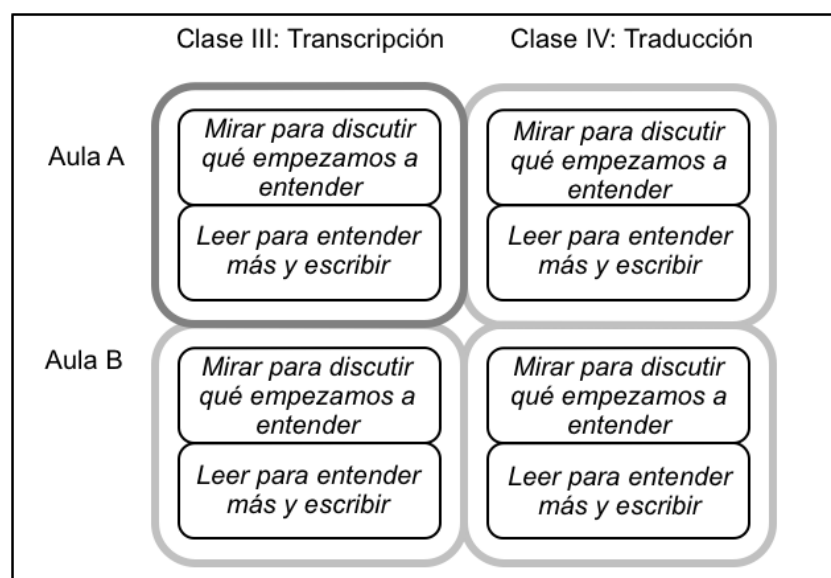 Clase III: Transcripción
Clase IV: Traducción
Aula A
Mirar para discutir
qué empezamos a
entender
Leer para entender
más y escribir
Mirar para discutir
qué empezamos a
entender
Leer para entender
más y escribir
Aula B
Mirar para discutir
qué empezamos a
entender
Leer para entender
más y escribir
Mirar para discutir
qué empezamos a
entender
Leer para entender
más y escribir